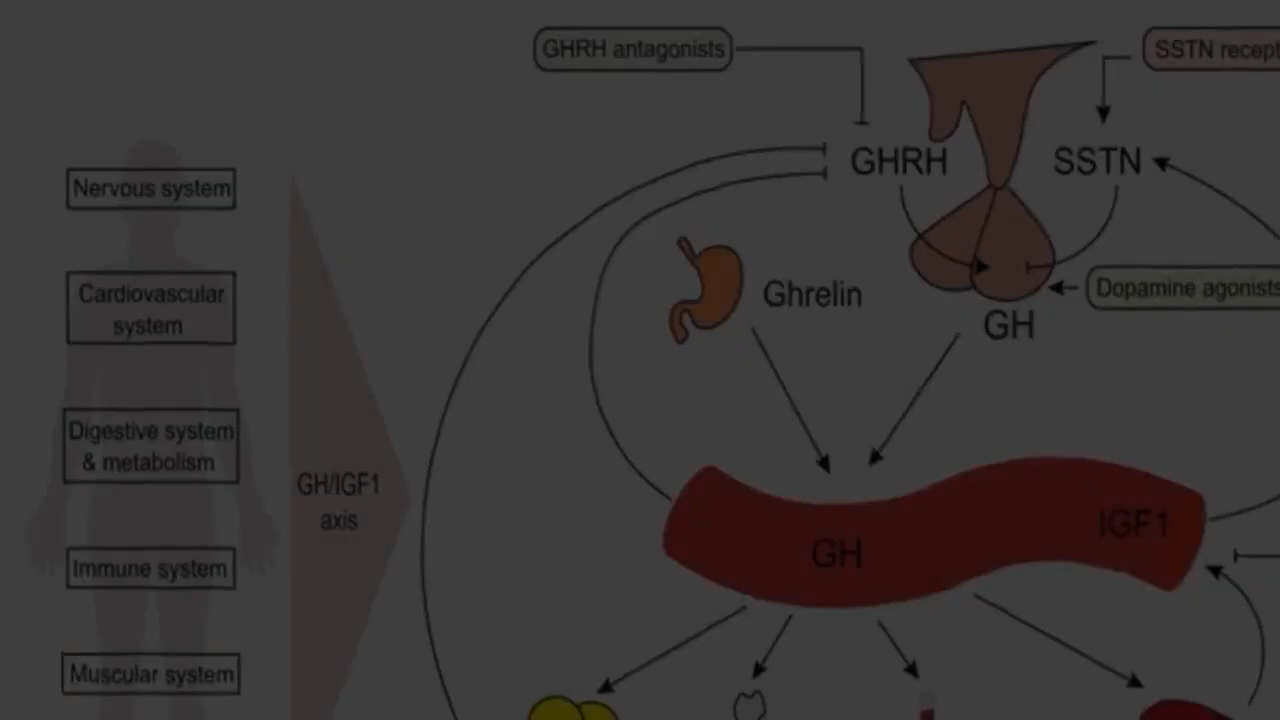 GHRH antagonists
SSTN
GHRH
SSTN
Nervous system
Cardiovascular
system
Ghrelin
Dopamine agonists
GH
Digestive system
& metabolism
GH/IGF1
axis
IGF1
GH
Immune system
Muscular system